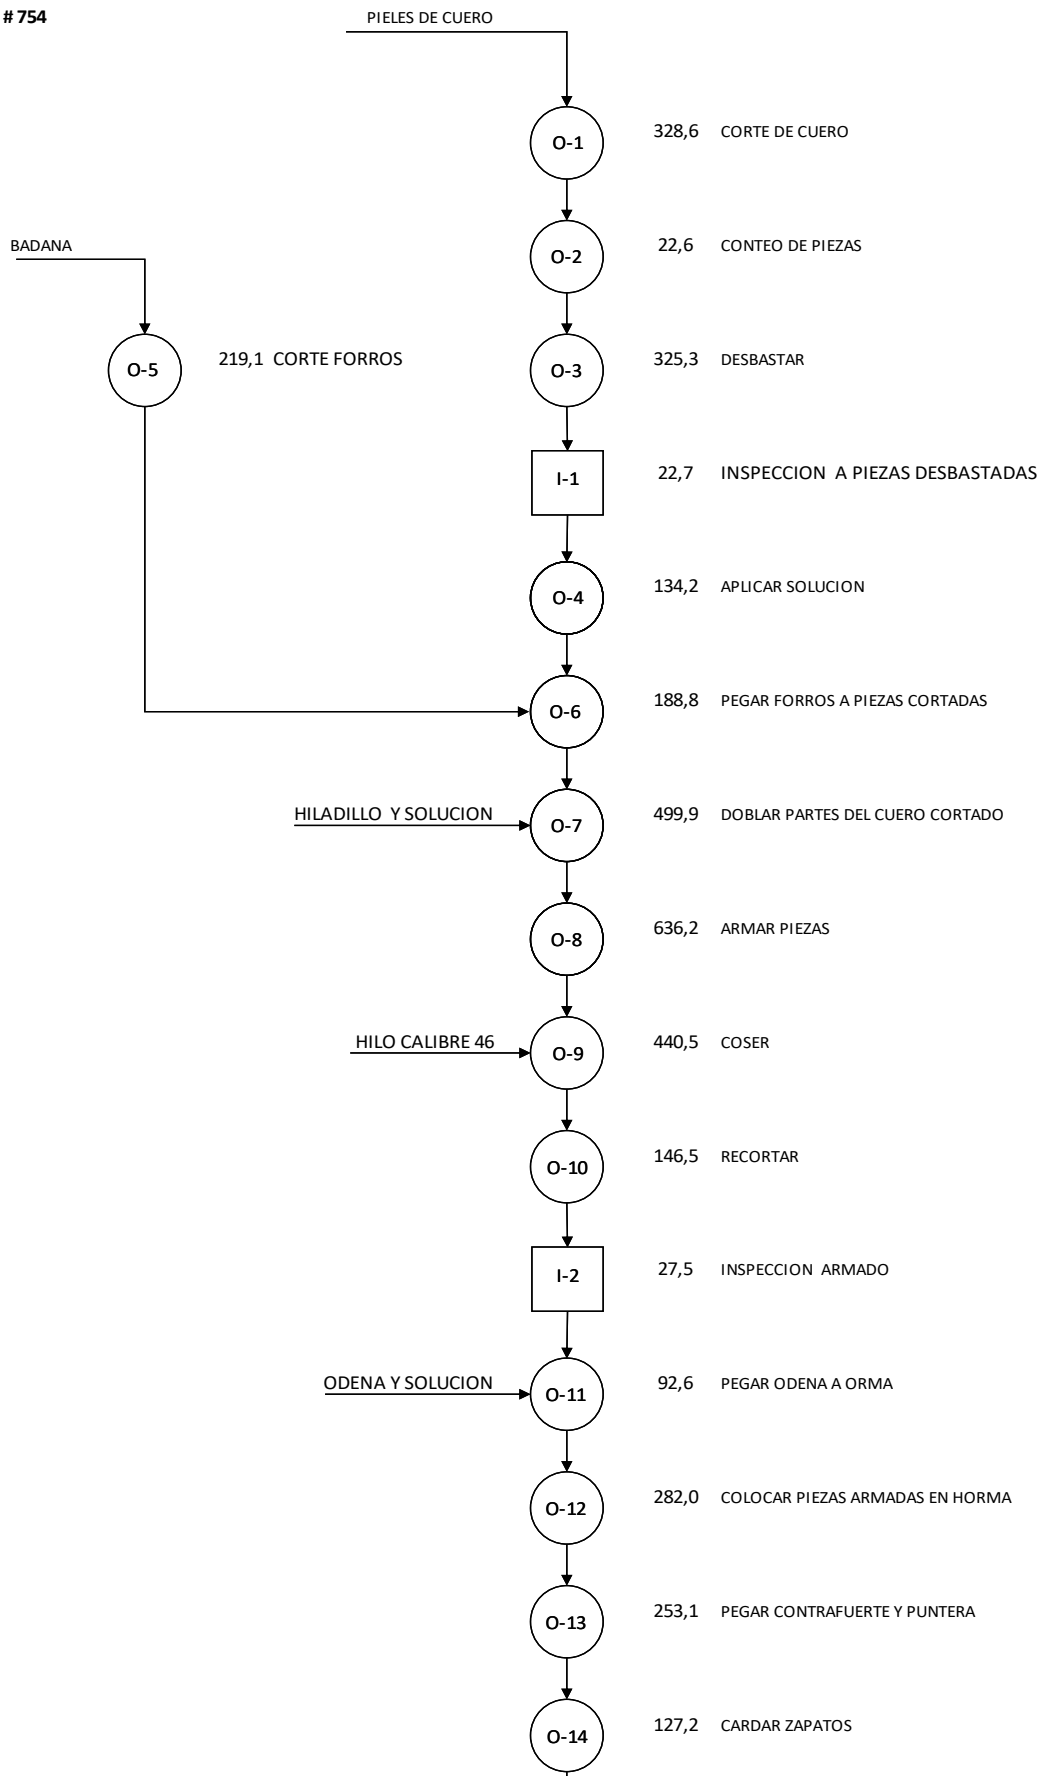 # 754
PIELES DE CUERO
O-1 328,6 CORTE DE CUERO
BADANA
O-2 22,6 CONTEO DE PIEZAS
O-5 219,1 CORTE FORROS
O-3 325,3 DESBASTAR
I-1 22,7 INSPECCION A PIEZAS DESBASTADAS
O-4 134,2 APLICAR SOLUCION
O-6 188,8 PEGAR FORROS A PIEZAS CORTADAS
HILADILLO Y SOLUCION
O-7 499,9 DOBLAR PARTES DEL CUERO CORTADO
O-8 636,2 ARMAR PIEZAS
HILO CALIBRE 46
O-9 440,5 COSER
O-10 146,5 RECORTAR
I-2 27,5 INSPECCION ARMADO
ODENA Y SOLUCION
O-11 92,6 PEGAR ODENA A ORMA
O-12 282,0 COLOCAR PIEZAS ARMADAS EN HORMA
O-13 253,1 PEGAR CONTRAFUERTE Y PUNTERA
O-14 127,2 CARDAR ZAPATOS